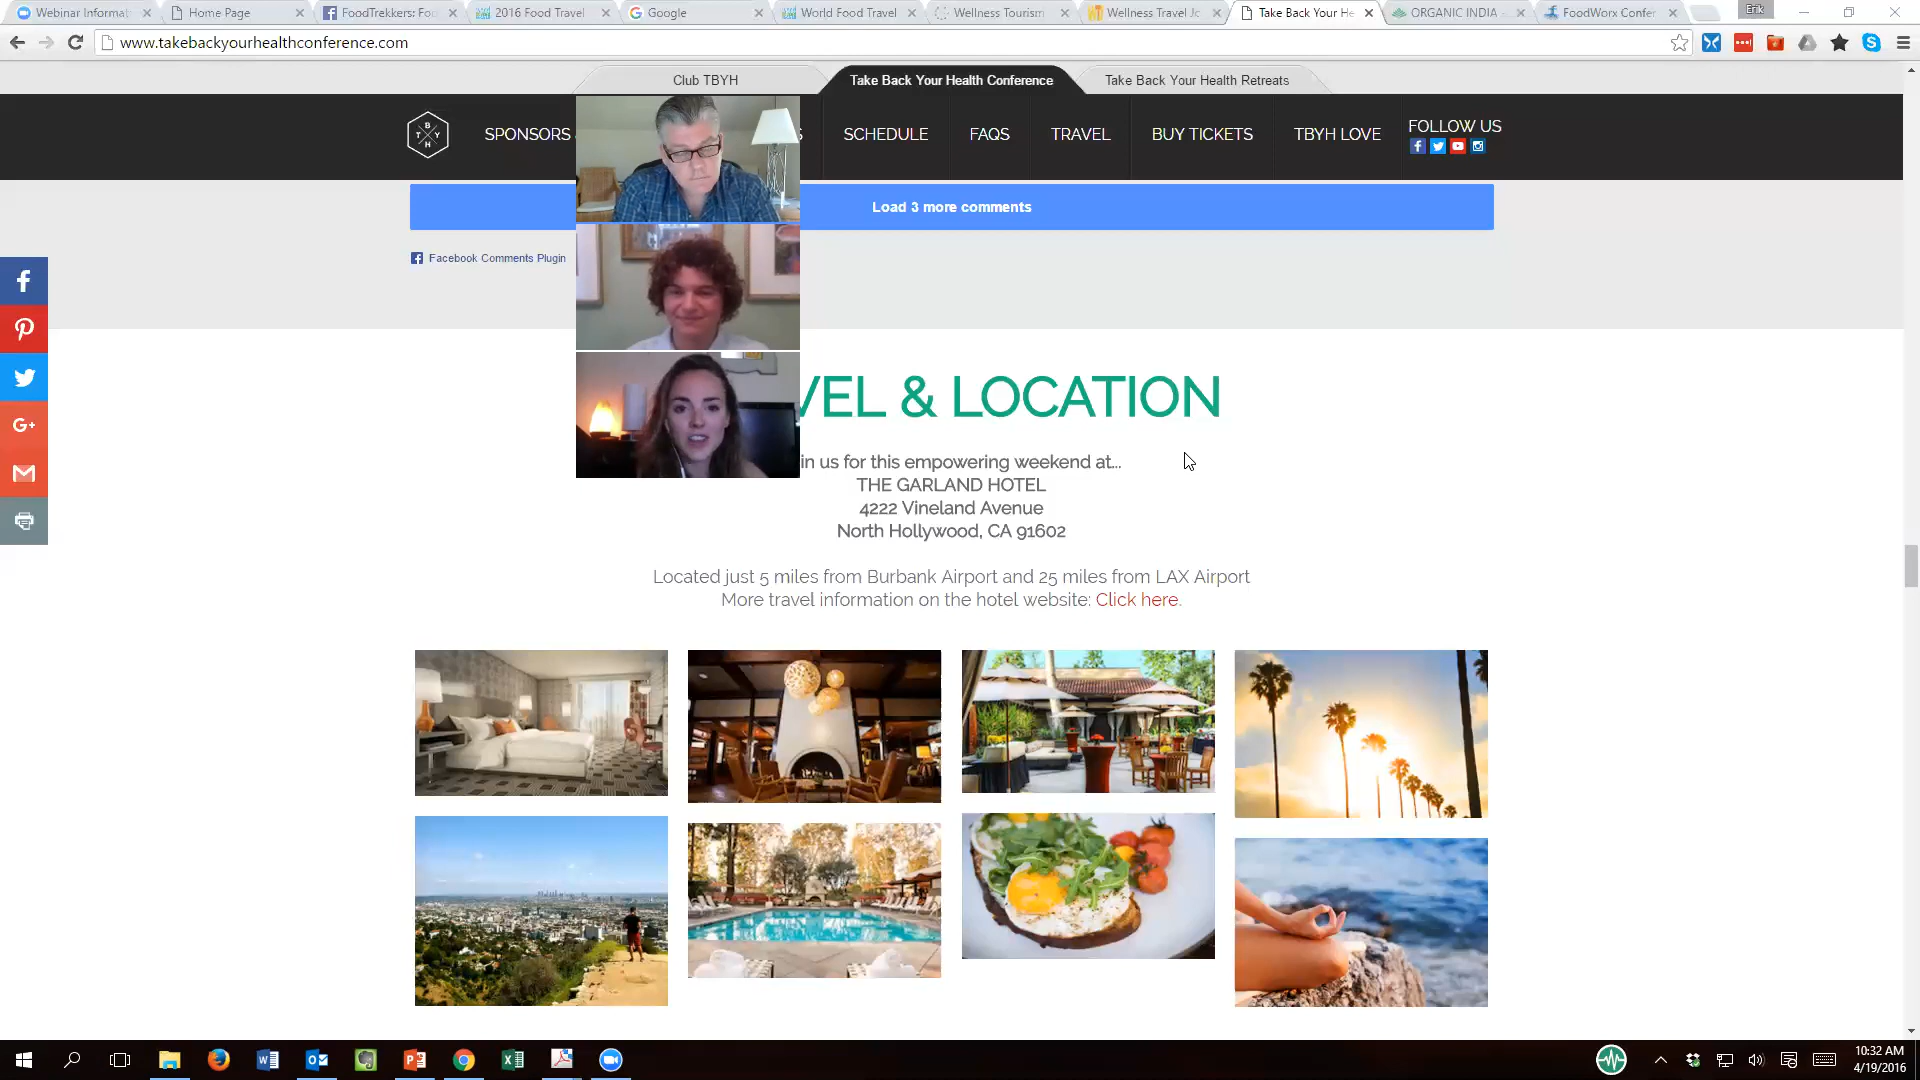 Webinar Informat
Home Page
FoodTrekkers: Foo
2016 Food Travel
Google
World Food Travel
Wellness Tourism
Wellness Travel Jo
Take Back Your He
ORGANIC INDIA
FoodWorx Confer
Erik
www.takebackyourhealthconference.com
Club TBYH
Take Back Your Health Conference
Take Back Your Health Retreats
B
T Y
H
SPONSORS
S
SCHEDULE
FAQS
TRAVEL
BUY TICKETS
TBYH LOVE
FOLLOW US
Load 3 more comments
Facebook Comments Plugin
VEL & LOCATION
in us for this empowering weekend at...
THE GARLAND HOTEL
4222 Vineland Avenue
North Hollywood, CA 91602
Located just 5 miles from Burbank Airport and 25 miles from LAX Airport
More travel information on the hotel website: Click here.
10:32 AM
4/19/2016